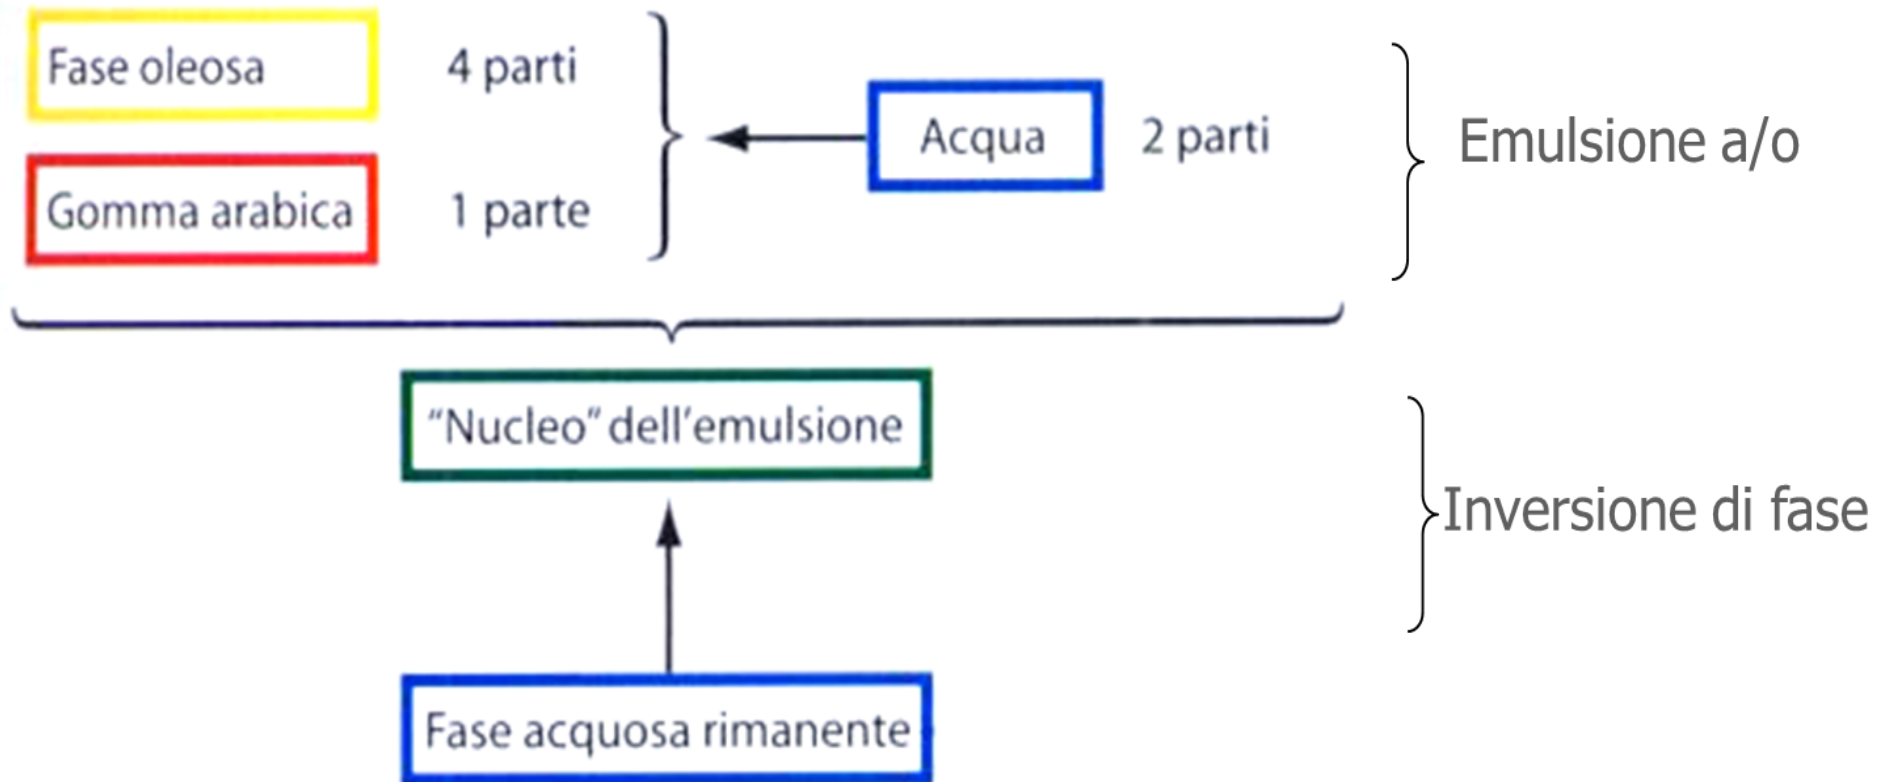 Fase oleosa 4 parti
Acqua 2 parti
Emulsione a/o
Gomma arabica 1 parte
“Nucleo” dell’emulsione
Inversione di fase
Fase acquosa rimanente